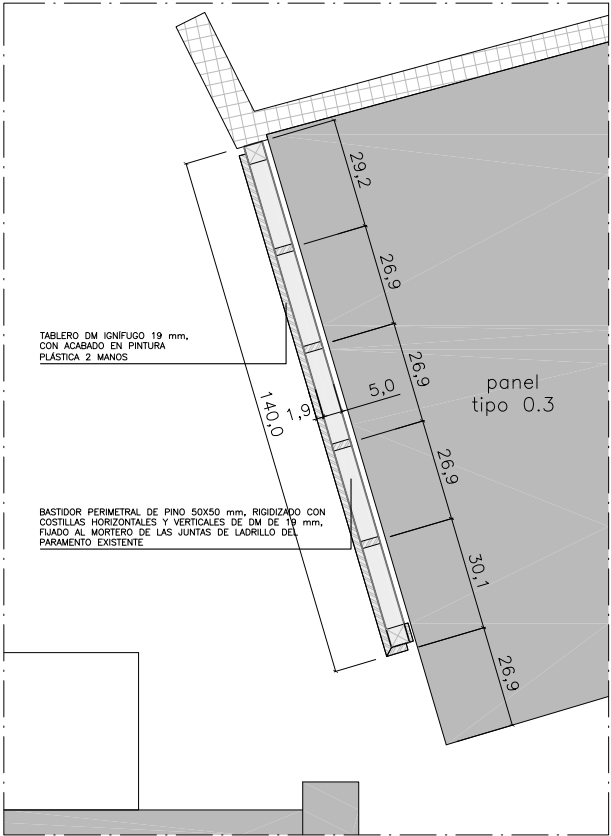 29,2
26,9
26,9
26,9
30,1
26,9
5,0
1,9
140,0
panel
tipo 0.3
TABLERO DM IGNÍFUGO 19 mm,
CON ACABADO EN PINTURA
PLÁSTICA 2 MANOS
BASTIDOR PERIMETRAL DE PINO 50X50 mm, RIGIDIZADO CON
COSTILLAS HORIZONTALES Y VERTICALES DE DM DE 19 mm,
FIJADO AL MORTERO DE LAS JUNTAS DE LADRILLO DEL
PARAMENTO EXISTENTE